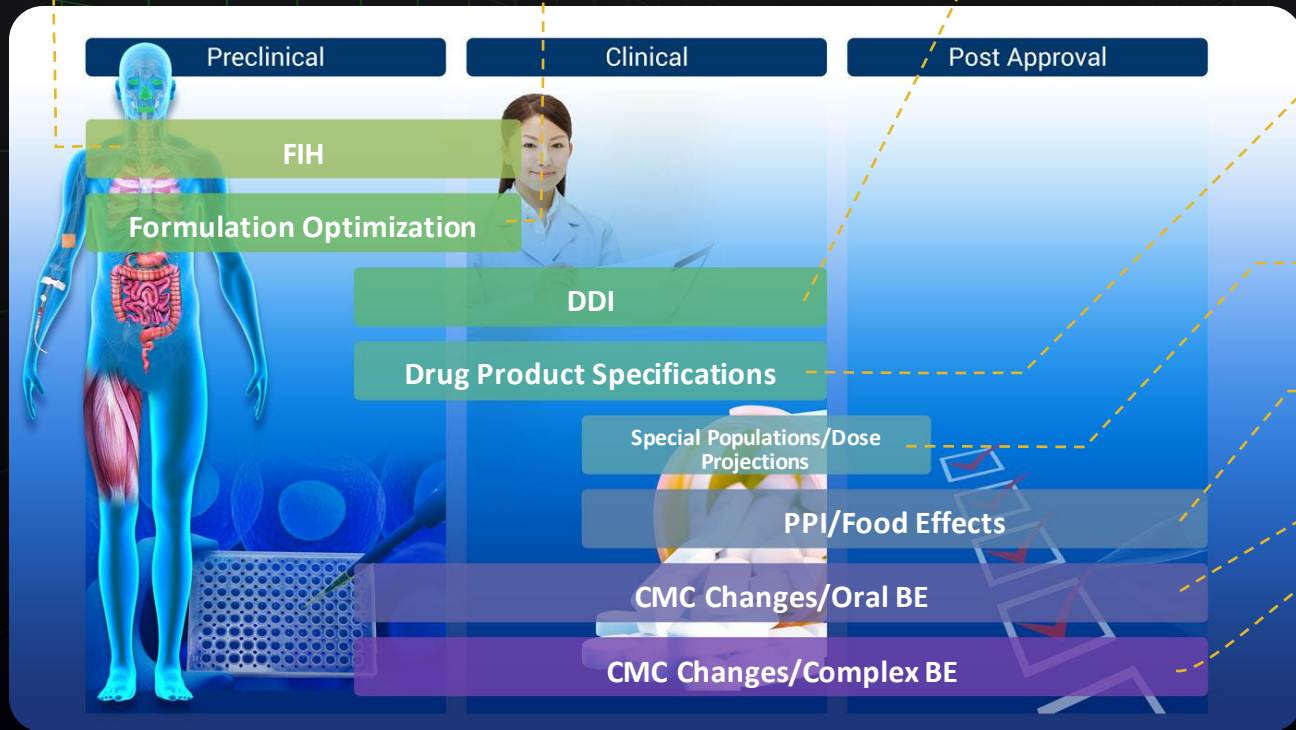 Preclinical
Clinical
Post Approval
FIH
Formulation Optimization
DDI
Drug Product Specifications
Special Populations/Dose
Projections
PPI/Food Effects
CMC Changes/Oral BE
CMC Changes/Complex BE